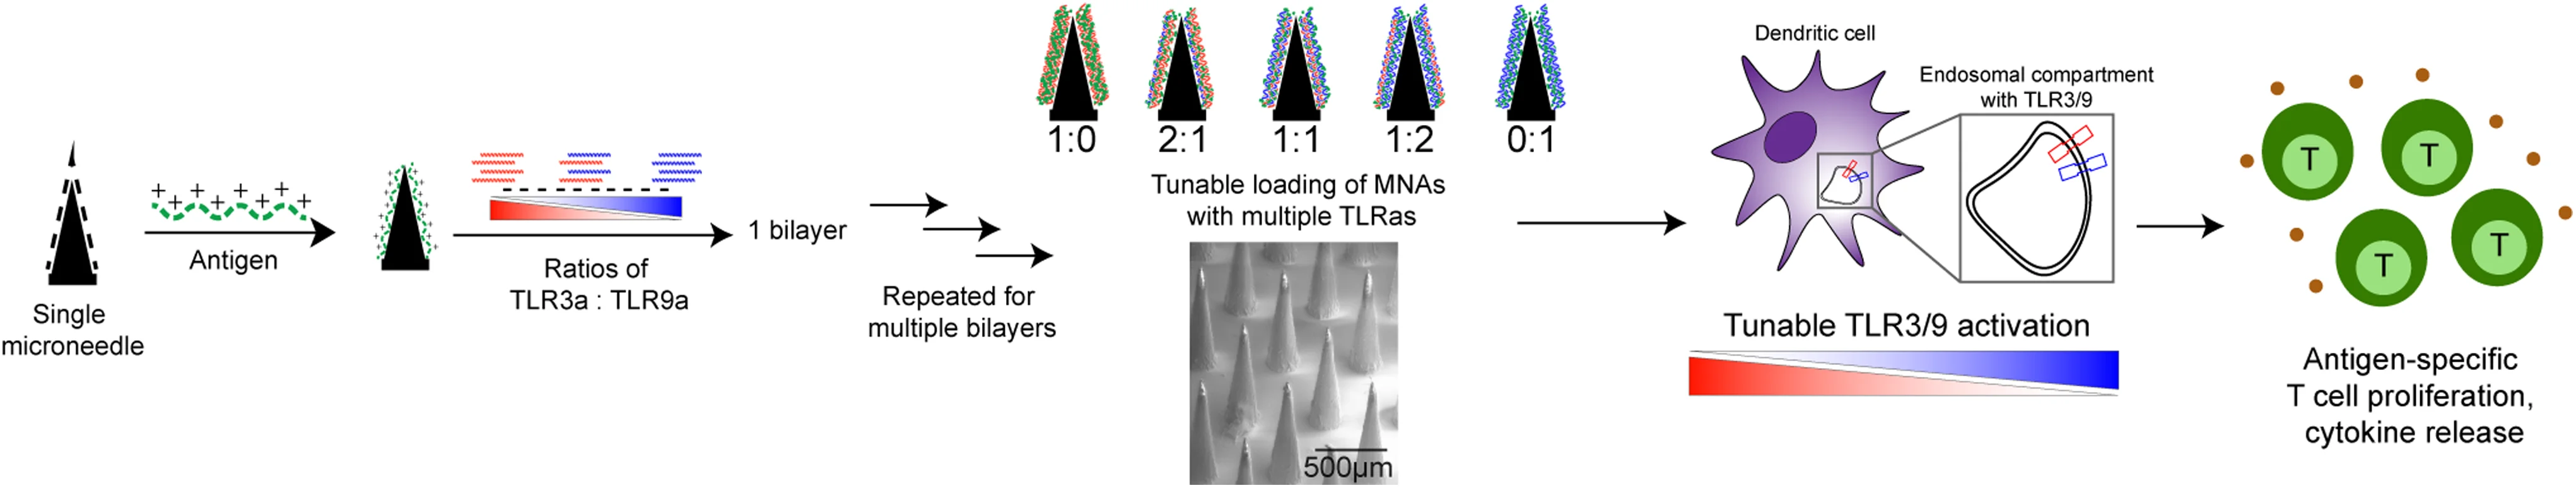 Single
microneedle
+ + + + + + +
Antigen
Ratios of
TLR3a : TLR9a
1 bilayer
Repeated for
multiple bilayers
1:0 2:1 1:1 1:2 0:1
Tunable loading of MNAs
with multiple TLRas
500μm
Dendritic cell
Endosomal compartment
with TLR3/9
Tunable TLR3/9 activation
T T T T
Antigen-specific
T cell proliferation,
cytokine release